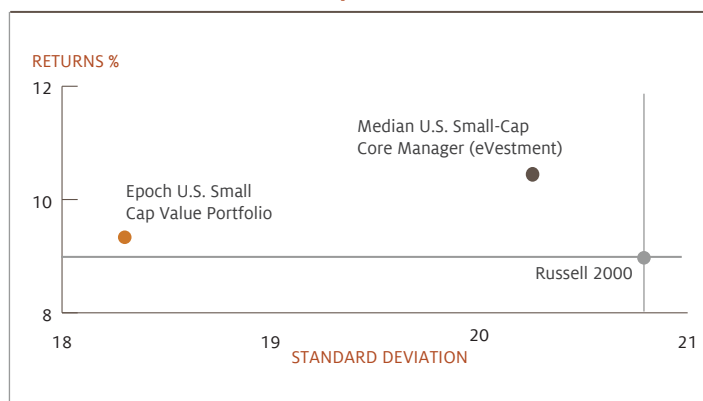 RETURNS %
12
Median U.S. Small-Cap
Core Manager (eVestment)
Epoch U.S. Small
Cap Value Portfolio
10
Russell 2000
8
18
19
20
21
STANDARD DEVIATION